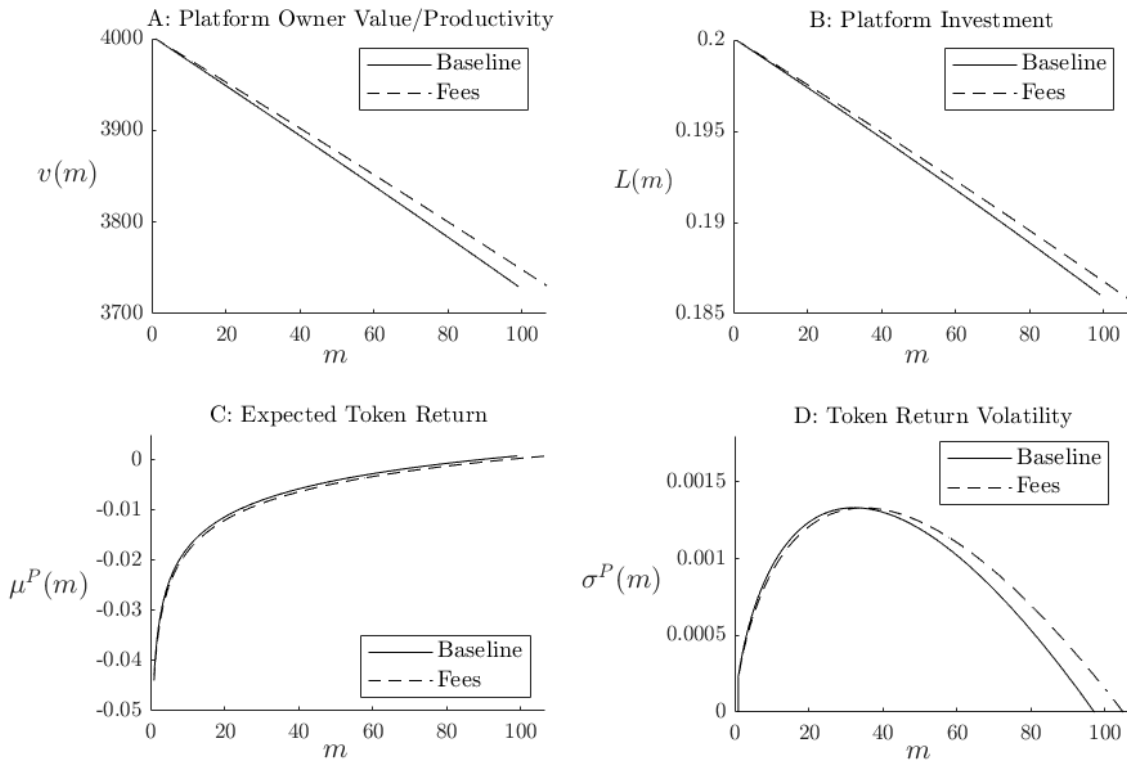 A: Platform Owner Value/Productivity
4000
3900
3800
3700
v(m)
Baseline
Fees
0 20 40 60 80 100
m
B: Platform Investment
0.2
0.195
0.19
0.185
L(m)
Baseline
Fees
0 20 40 60 80 100
m
C: Expected Token Return
0
-0.01
-0.02
-0.03
-0.04
-0.05
μ^P(m)
Baseline
Fees
0 20 40 60 80 100
m
D: Token Return Volatility
0.0015
0.001
0.0005
0
σ^P(m)
Baseline
Fees
0 20 40 60 80 100
m